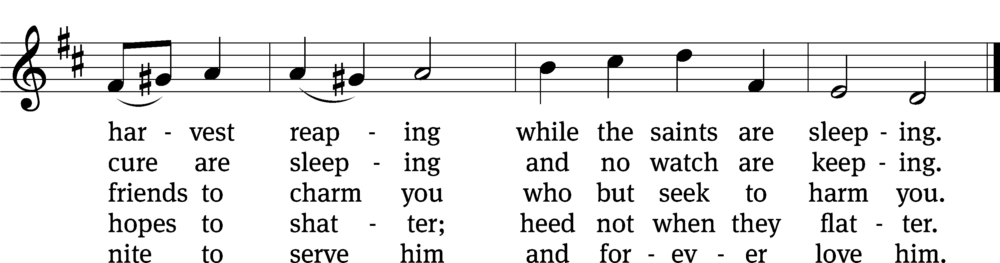 har - vest reap - ing while the saints are sleep - ing.
cure are sleep - ing and no watch are keep - ing.
friends to charm you who but seek to harm you.
hopes to shat - ter; heed not when they flat - ter.
nite to serve him and for - ev - er love him.